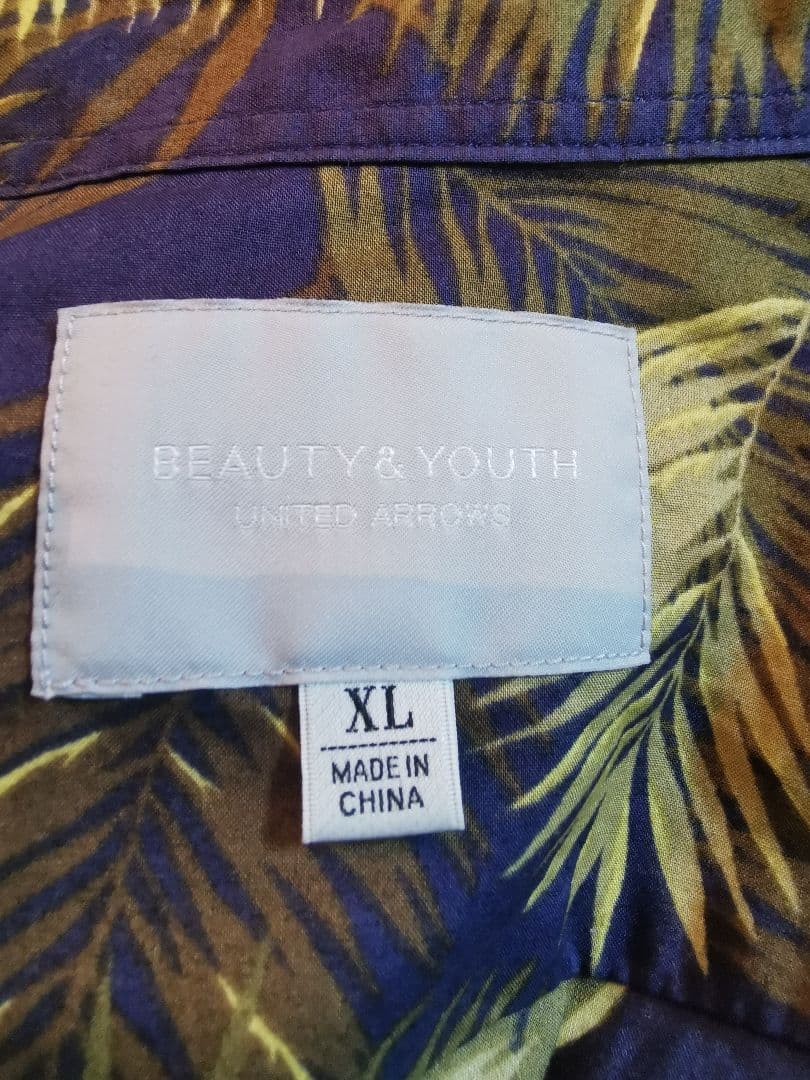 BEAUTY&YOUTH
UNITED ARROWS
XL
MADE IN
CHINA